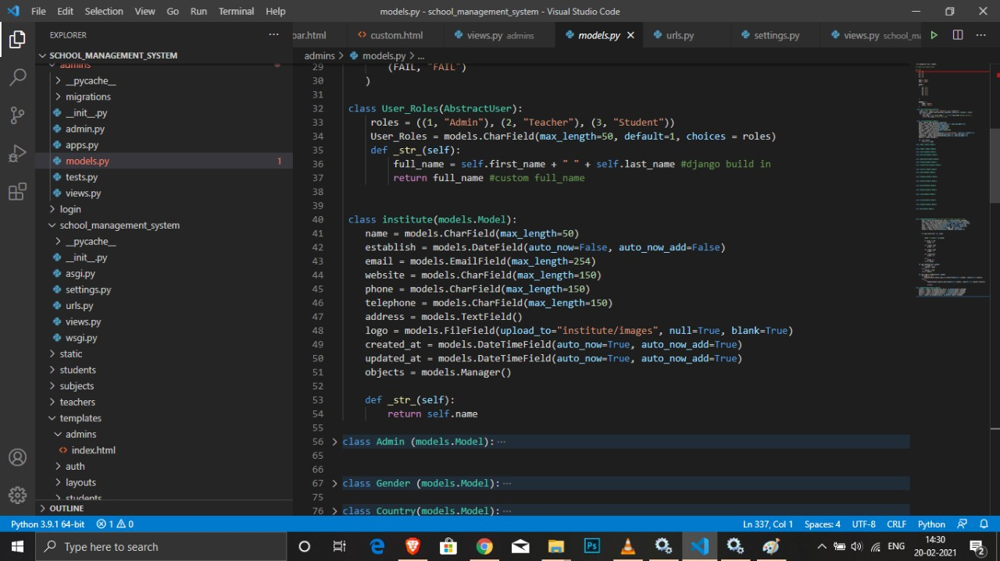 File Edit Selection View Go Run Terminal Help models.py - school_management_system - Visual Studio Code
EXPLORER
bar.html custom.html views.py admins models.py urls.py settings.py views.py school_ma
SCHOOL_MANAGEMENT_SYSTEM
admins > models.py > ...
admins
__pycache__
migrations
__init__.py
admin.py
apps.py
models.py 1
tests.py
views.py
login
school_management_system
__pycache__
__init__.py
asgi.py
settings.py
urls.py
views.py
wsgi.py
static
students
subjects
teachers
templates
admins
index.html
auth
layouts
students
OUTLINE
29 (FAIL, "FAIL")
30 )
31
32 class User_Roles(AbstractUser):
33 roles = ((1, "Admin"), (2, "Teacher"), (3, "Student"))
34 User_Roles = models.CharField(max_length=50, default=1, choices = roles)
35 def _str_(self):
36 full_name = self.first_name + " " + self.last_name #django build in
37 return full_name #custom full_name
38
39
40 class institute(models.Model):
41 name = models.CharField(max_length=50)
42 establish = models.DateField(auto_now=False, auto_now_add=False)
43 email = models.EmailField(max_length=254)
44 website = models.CharField(max_length=150)
45 phone = models.CharField(max_length=150)
46 telephone = models.CharField(max_length=150)
47 address = models.TextField()
48 logo = models.FileField(upload_to="institute/images", null=True, blank=True)
49 created_at = models.DateTimeField(auto_now=True, auto_now_add=True)
50 updated_at = models.DateTimeField(auto_now=True, auto_now_add=True)
51 objects = models.Manager()
52
53 def _str_(self):
54 return self.name
55
56 > class Admin (models.Model): ...
65
66
67 > class Gender (models.Model): ...
75
76 > class Country(models.Model): ...
Python 3.9.1 64-bit 1 0 Ln 337, Col 1 Spaces: 4 UTF-8 CRLF Python
Type here to search
Ps
ENG
14:30
20-02-2021
2